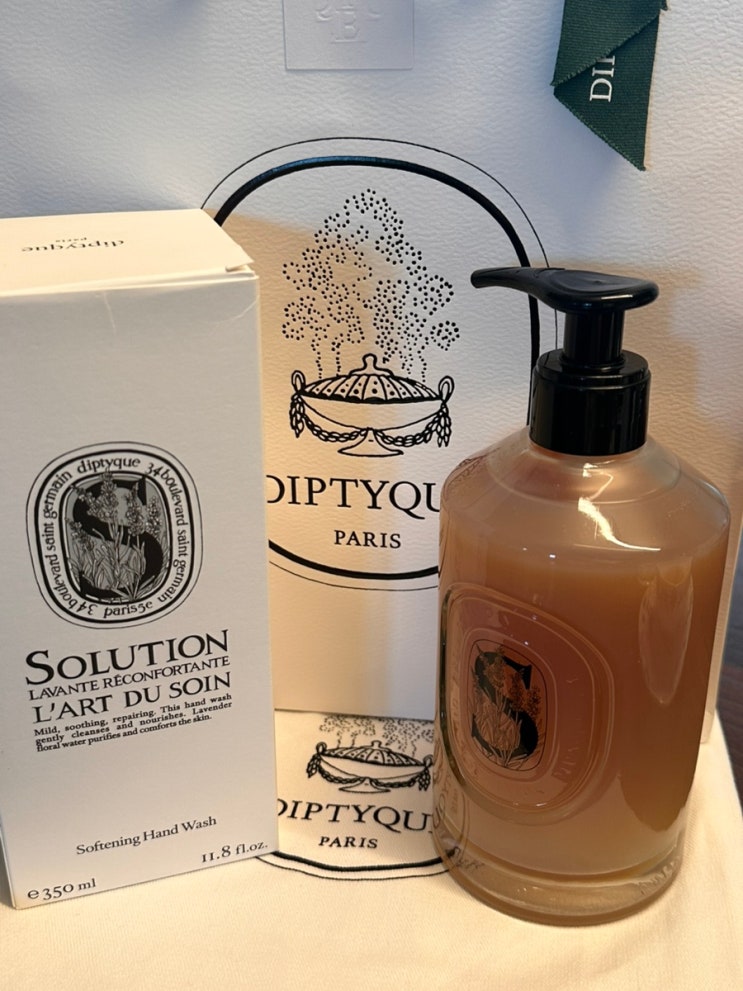 DIP
diptyque
paris
DIPTYQU
PARIS
diptyque 34 boulevard saint germain
34 boulevard saint germain
paris5e
S
SOLUTION
LAVANTE RÉCONFORTANTE
L'ART DU SOIN
Mild, soothing, repairing. This hand wash
gently cleanses and nourishes. Lavender
floral water purifies and comforts the skin.
Softening Hand Wash
e 350 ml
11.8 fl.oz.
S
DIPTYQU
PARIS